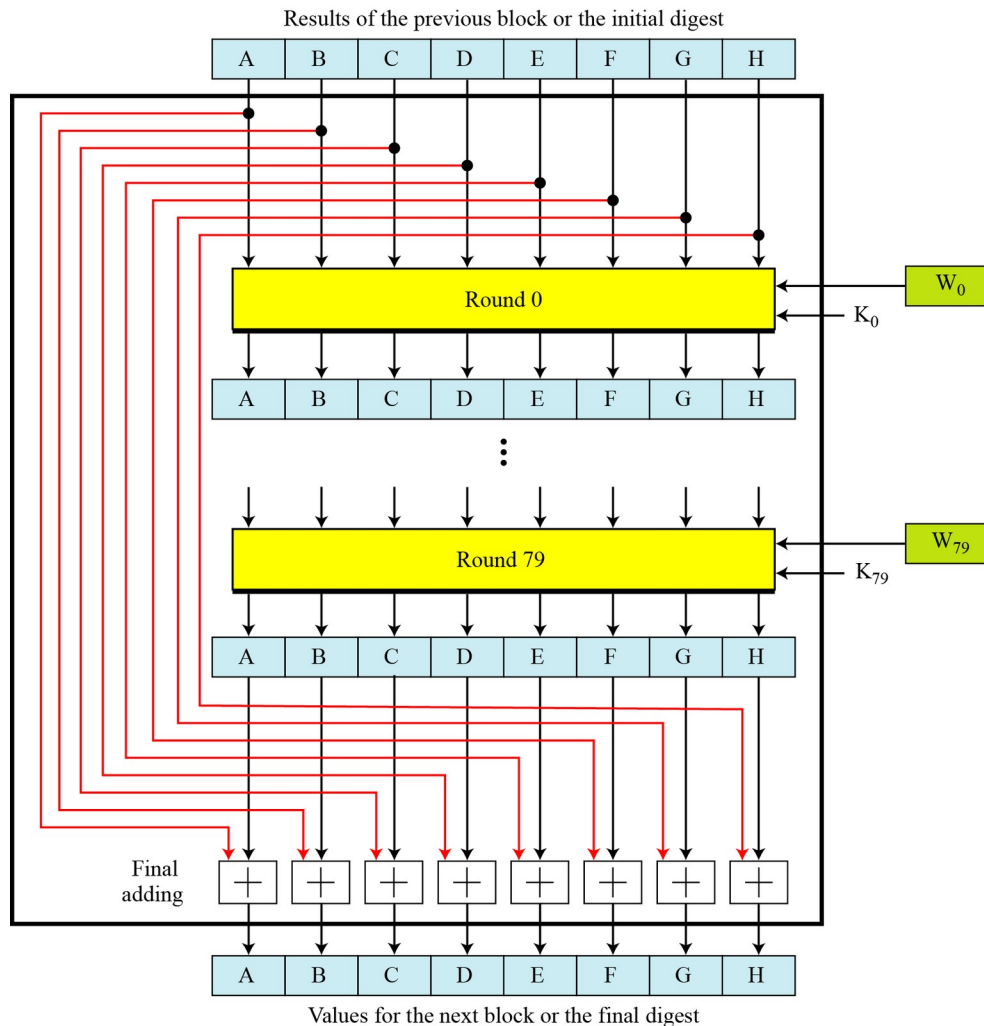 Results of the previous block or the initial digest
A B C D E F G H
Round 0
W0
K0
A B C D E F G H
Round 79
W79
K79
A B C D E F G H
Final
adding
A B C D E F G H
Values for the next block or the final digest